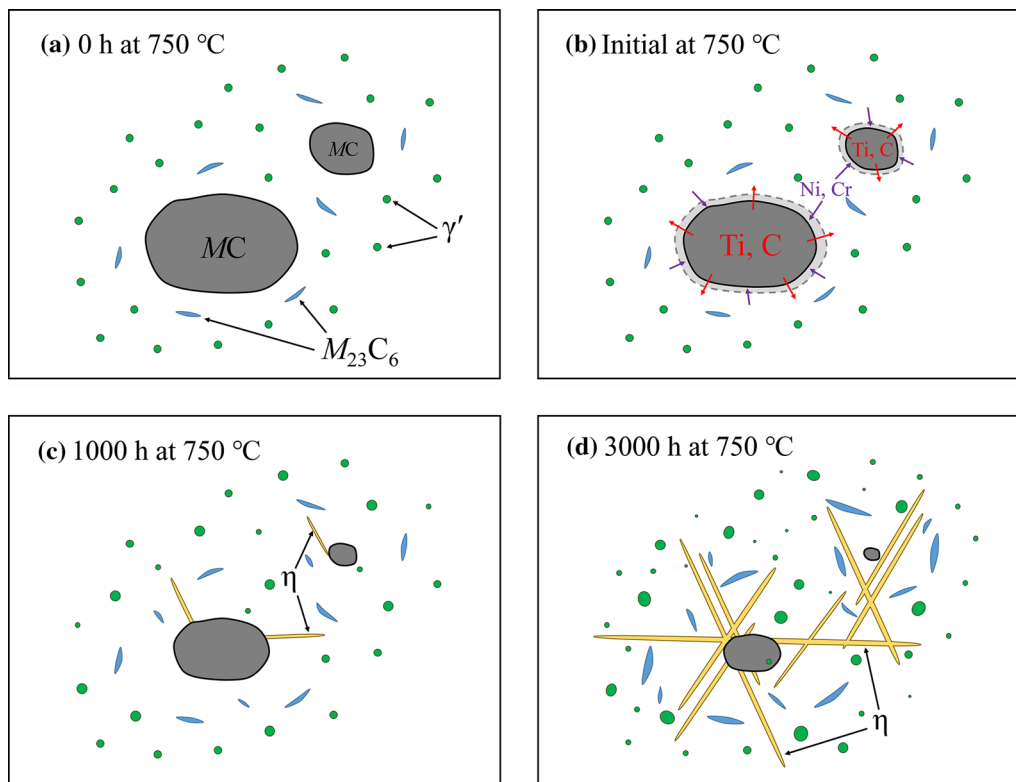 (a) 0 h at 750 ℃
MC
MC
γ′
M₂₃C₆
(b) Initial at 750 ℃
Ti, C
Ni, Cr
Ti, C
(c) 1000 h at 750 ℃
η
(d) 3000 h at 750 ℃
η